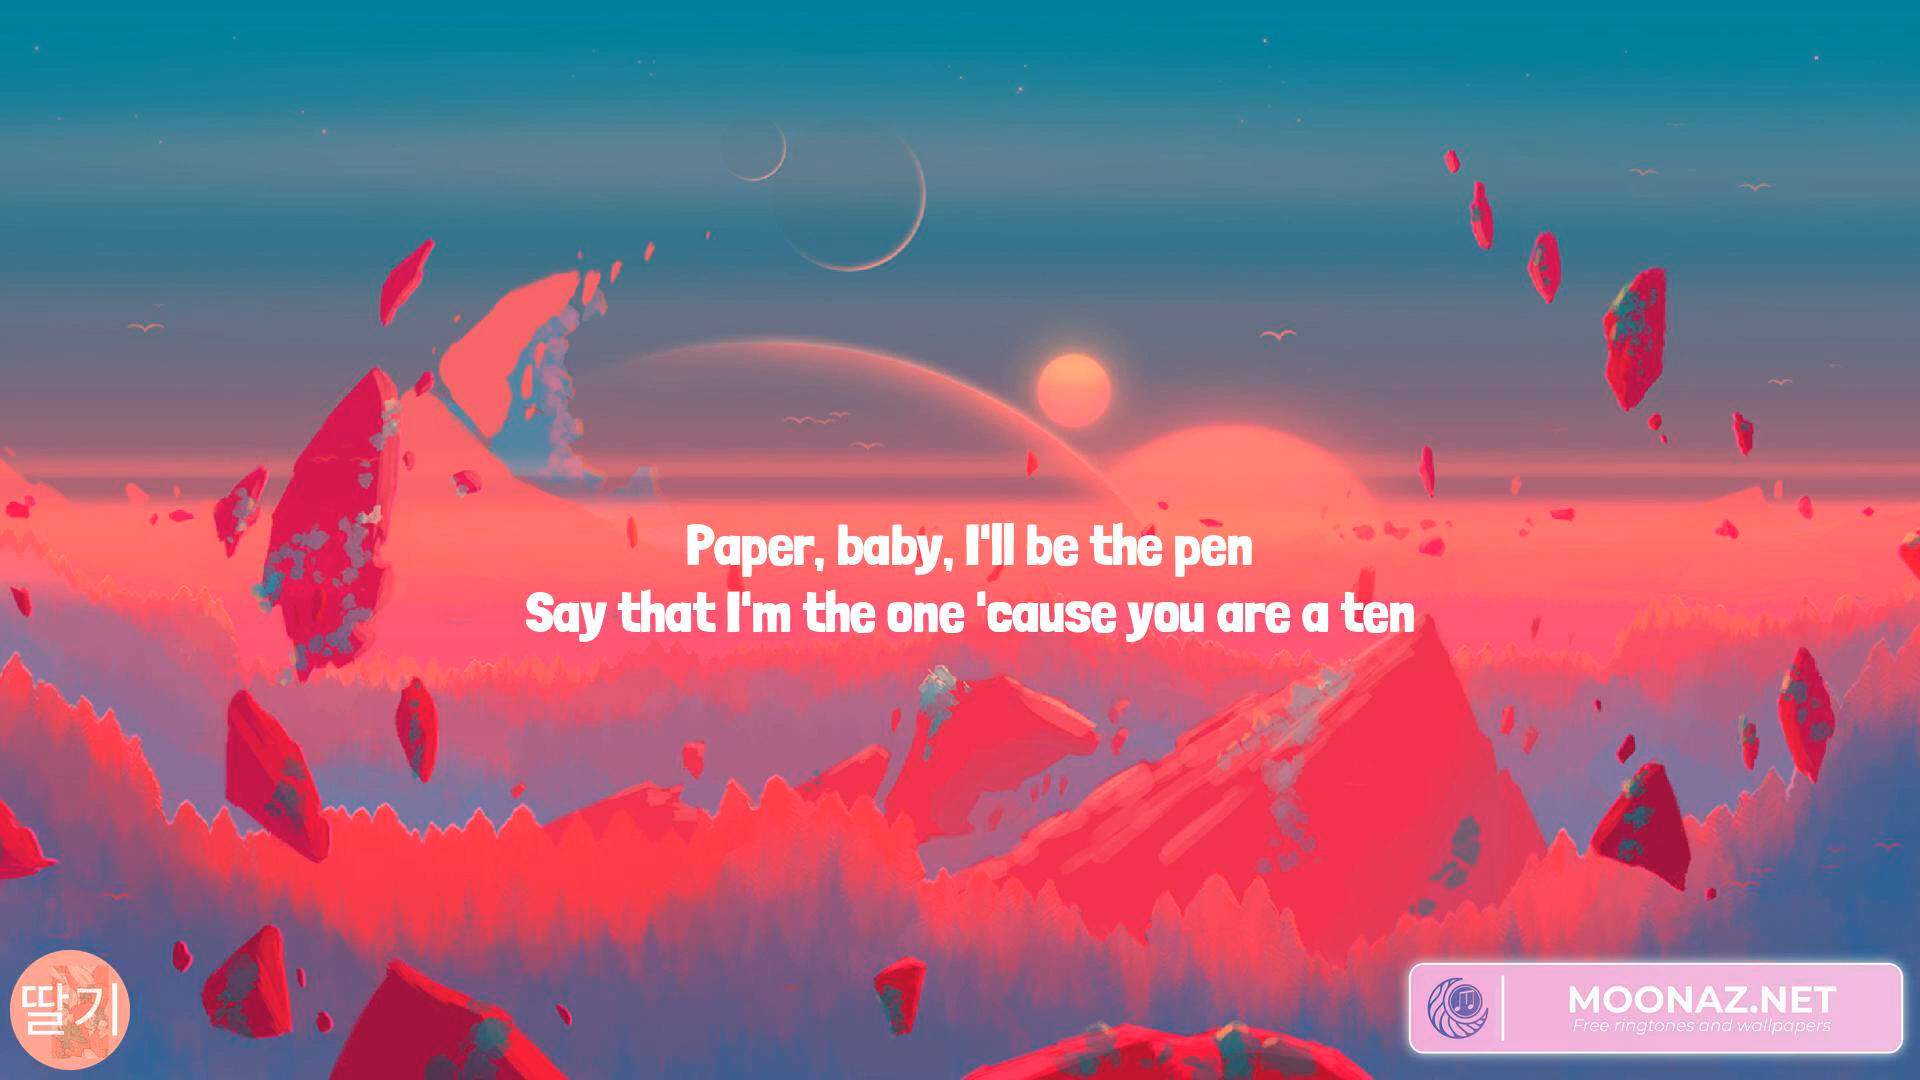 Paper, baby, I'll be the pen
Say that I'm the one 'cause you are a ten
딸기
MOONAZ.NET
Free ringtones and wallpapers